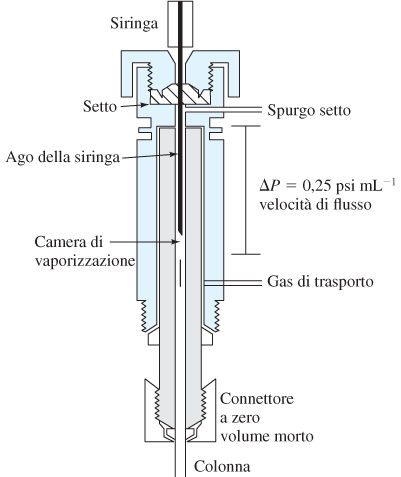 Siringa
Setto
Spurgo setto
Ago della siringa
ΔP = 0,25 psi mL⁻¹
velocità di flusso
Camera di
vaporizzazione
Gas di trasporto
Connettore
a zero
volume morto
Colonna